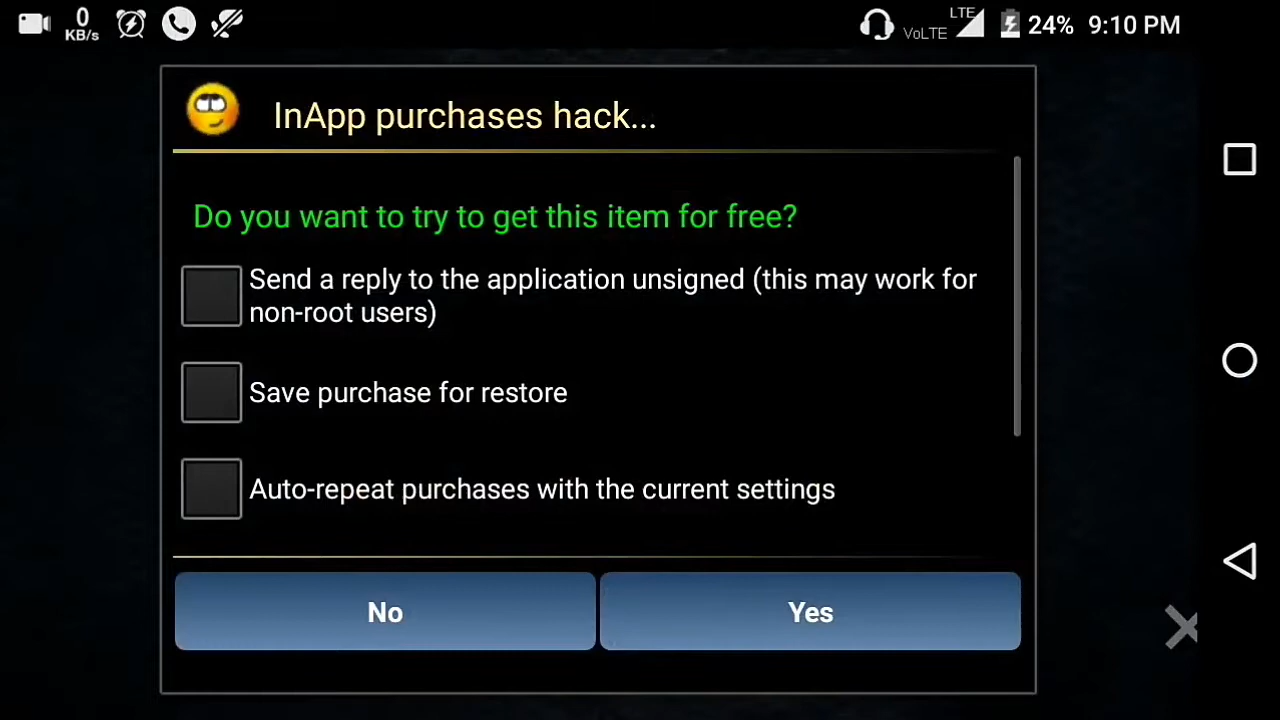 0
KB/s
VoLTE
LTE
24%
9:10 PM
InApp purchases hack...
Do you want to try to get this item for free?
Send a reply to the application unsigned (this may work for
non-root users)
Save purchase for restore
Auto-repeat purchases with the current settings
No
Yes